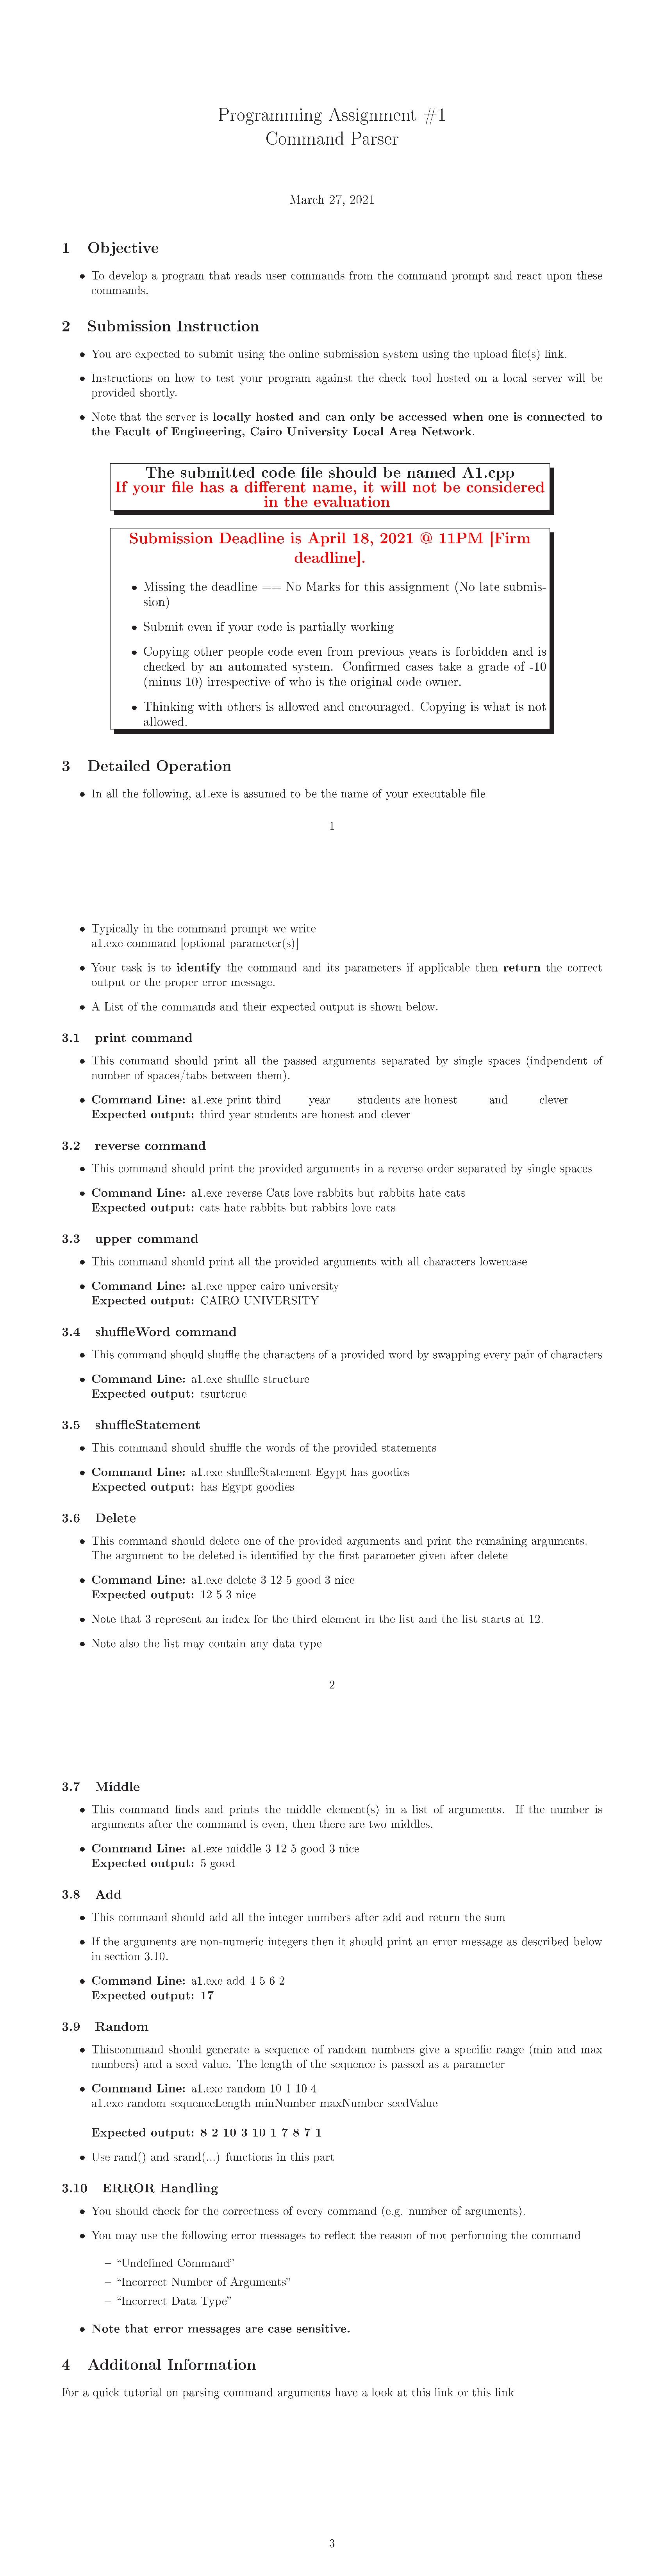 Programming Assignment #1
Command Parser
March 27, 2021
1 Objective
• To develop a program that reads user commands from the command prompt and react upon these
commands.
2 Submission Instruction
• You are expected to submit using the online submission system using the upload file(s) link.
• Instructions on how to test your program against the check tool hosted on a local server will be
provided shortly.
• Note that the server is locally hosted and can only be accessed when one is connected to
the Facult of Engineering, Cairo University Local Area Network.
The submitted code file should be named A1.cpp
If your file has a different name, it will not be considered
in the evaluation
Submission Deadline is April 18, 2021 @ 11PM [Firm
deadline].
• Missing the deadline —— No Marks for this assignment (No late submis-
sion)
• Submit even if your code is partially working
• Copying other people code even from previous years is forbidden and is
checked by an automated system. Confirmed cases take a grade of -10
(minus 10) irrespective of who is the original code owner.
• Thinking with others is allowed and encouraged. Copying is what is not
allowed.
3 Detailed Operation
• In all the following, a1.exe is assumed to be the name of your executable file
1
• Typically in the command prompt we write
a1.exe command [optional parameter(s)]
• Your task is to identify the command and its parameters if applicable then return the correct
output or the proper error message.
• A List of the commands and their expected output is shown below.
3.1 print command
• This command should print all the passed arguments separated by single spaces (indpendent of
number of spaces/tabs between them).
• Command Line: a1.exe print third year students are honest and clever
Expected output: third year students are honest and clever
3.2 reverse command
• This command should print the provided arguments in a reverse order separated by single spaces
• Command Line: a1.exe reverse Cats love rabbits but rabbits hate cats
Expected output: cats hate rabbits but rabbits love cats
3.3 upper command
• This command should print all the provided arguments with all characters lowercase
• Command Line: a1.exe upper cairo university
Expected output: CAIRO UNIVERSITY
3.4 shuffleWord command
• This command should shuffle the characters of a provided word by swapping every pair of characters
• Command Line: a1.exe shuffle structure
Expected output: tsurtcrue
3.5 shuffleStatement
• This command should shuffle the words of the provided statements
• Command Line: a1.exe shuffleStatement Egypt has goodies
Expected output: has Egypt goodies
3.6 Delete
• This command should delete one of the provided arguments and print the remaining arguments.
The argument to be deleted is identified by the first parameter given after delete
• Command Line: a1.exe delete 3 12 5 good 3 nice
Expected output: 12 5 3 nice
• Note that 3 represent an index for the third element in the list and the list starts at 12.
• Note also the list may contain any data type
2
3.7 Middle
• This command finds and prints the middle element(s) in a list of arguments. If the number is
arguments after the command is even, then there are two middles.
• Command Line: a1.exe middle 3 12 5 good 3 nice
Expected output: 5 good
3.8 Add
• This command should add all the integer numbers after add and return the sum
• If the arguments are non-numeric integers then it should print an error message as described below
in section 3.10.
• Command Line: a1.exe add 4 5 6 2
Expected output: 17
3.9 Random
• Thiscommand should generate a sequence of random numbers give a specific range (min and max
numbers) and a seed value. The length of the sequence is passed as a parameter
• Command Line: a1.exe random 10 1 10 4
a1.exe random sequenceLength minNumber maxNumber seedValue
Expected output: 8 2 10 3 10 1 7 8 7 1
• Use rand() and srand(...) functions in this part
3.10 ERROR Handling
• You should check for the correctness of every command (e.g. number of arguments).
• You may use the following error messages to reflect the reason of not performing the command
– “Undefined Command”
– “Incorrect Number of Arguments”
– “Incorrect Data Type”
• Note that error messages are case sensitive.
4 Additonal Information
For a quick tutorial on parsing command arguments have a look at this link or this link
3